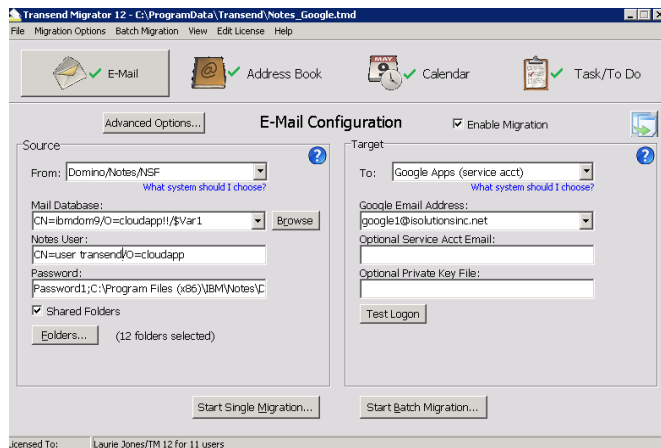 Transend Migrator 12 - C:\ProgramData\Transend\Notes_Google.tmd
File Migration Options Batch Migration View Edit License Help
E-Mail
Address Book
MAY
Calendar
Task/To Do
Advanced Options...
E-Mail Configuration
Enable Migration
Source
From: Domino/Notes/NSF
What system should I choose?
Mail Database:
CN=ibmdom9/O=cloudapp!!/$Var1
Browse
Notes User:
CN=user transend/O=cloudapp
Password:
Password1;C:\Program Files (x86)\IBM\Notes\D
Shared Folders
Folders...
(12 folders selected)
Target
To: Google Apps (service acct)
What system should I choose?
Google Email Address:
google1@isolutionsinc.net
Optional Service Acct Email:
Optional Private Key File:
Test Logon
Start Single Migration...
Start Batch Migration...
Licensed To: Laurie Jones/TM 12 for 11 users